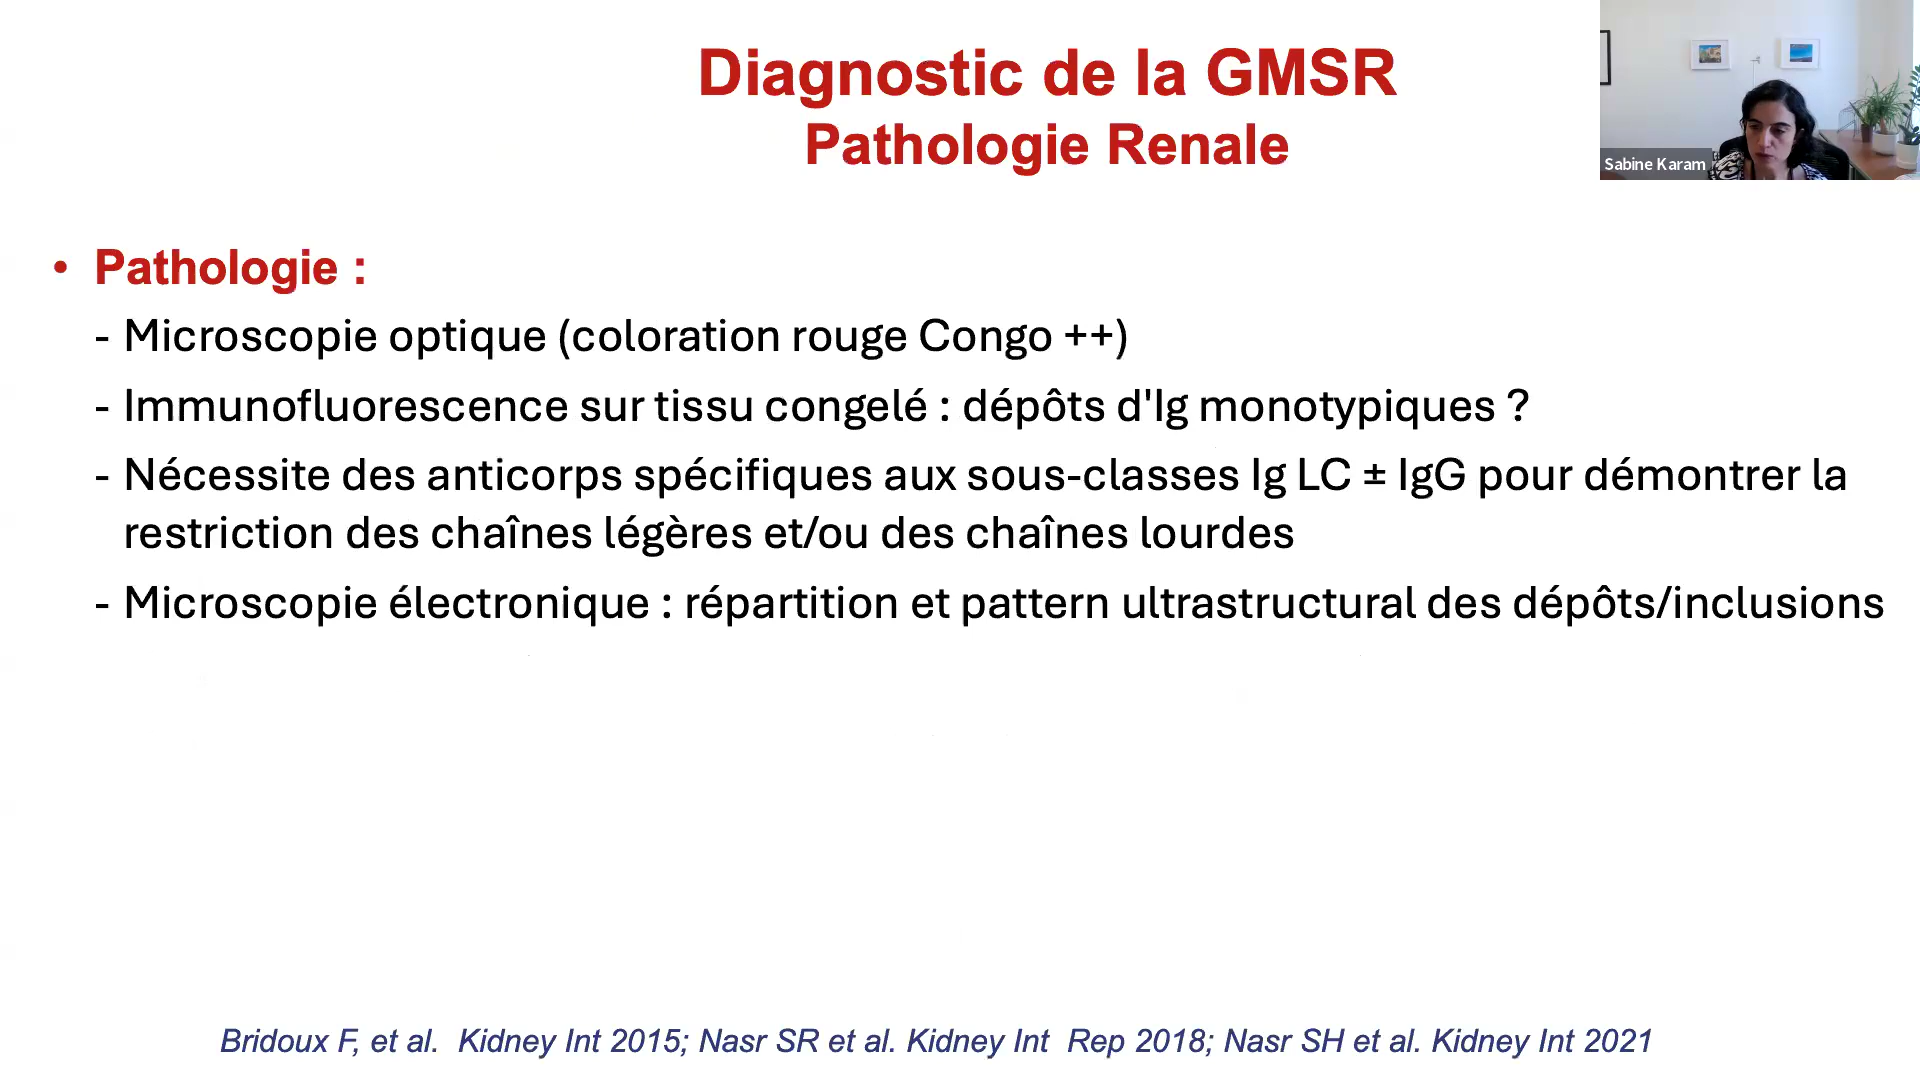 Diagnostic de la GMSR
Pathologie Renale
Sabine Karam
• Pathologie :
- Microscopie optique (coloration rouge Congo ++)
- Immunofluorescence sur tissu congelé : dépôts d'Ig monotypiques ?
- Nécessite des anticorps spécifiques aux sous-classes Ig LC ± IgG pour démontrer la
restriction des chaînes légères et/ou des chaînes lourdes
- Microscopie électronique : répartition et pattern ultrastructural des dépôts/inclusions
Bridoux F, et al.  Kidney Int 2015; Nasr SR et al. Kidney Int  Rep 2018; Nasr SH et al. Kidney Int 2021